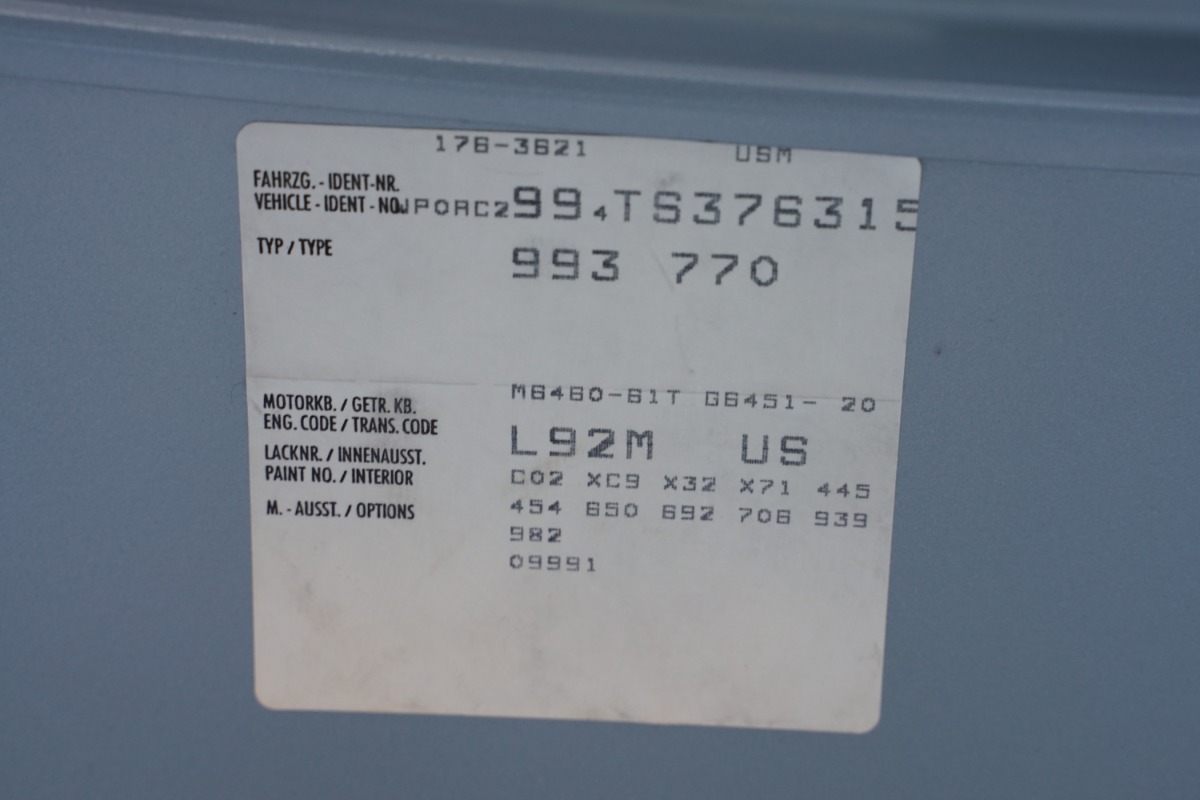 176-3621 USM
FAHRZG. - IDENT-NR.
VEHICLE - IDENT - NO WP0AC2994TS376315
TYP / TYPE 993 770
MOTORKB. / GETR. KB. M6460-61T G6451- 20
ENG. CODE / TRANS. CODE
LACKNR. / INNENAUSST. L92M US
PAINT NO. / INTERIOR C02 XC9 X32 X71 445
M. - AUSST. / OPTIONS 454 650 692 706 939
982
09991